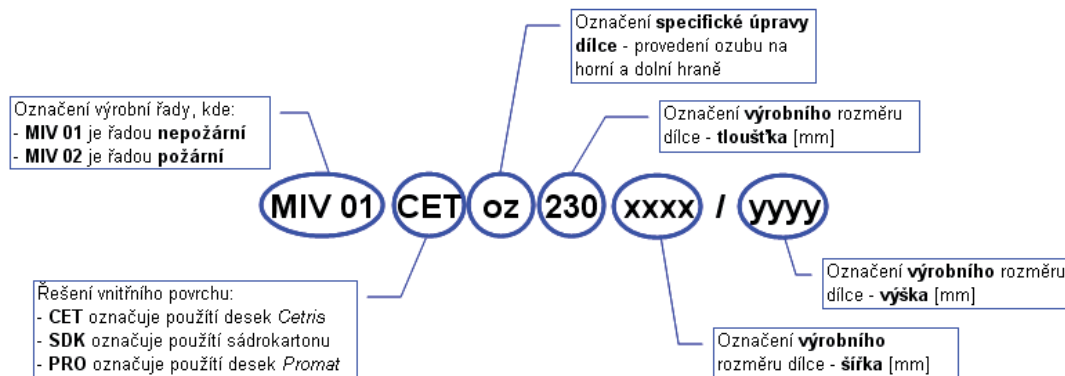 Označení specifické úpravy
dílce - provedení ozubu na
horní a dolní hraně
Označení výrobní řady, kde:
- MIV 01 je řadou nepožární
- MIV 02 je řadou požární
Označení výrobního rozměru
dílce - tloušťka [mm]
MIV 01 CET oz 230 xxxx / yyyy
Označení výrobního rozměru
dílce - výška [mm]
Řešení vnitřního povrchu:
- CET označuje použítí desek Cetris
- SDK označuje použítí sádrokartonu
- PRO označuje použítí desek Promat
Označení výrobního
rozměru dílce - šířka [mm]